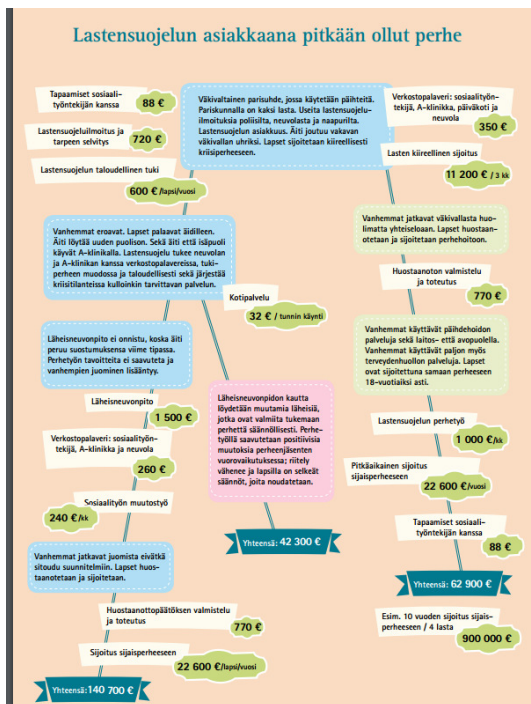 Lastensuojelun asiakkaana pitkään ollut perhe
Tapaamiset sosiaali-
työntekijän kanssa
88 €
Lastensuojeluilmoitus ja
tarpeen selvitys
720 €
Lastensuojelun taloudellinen tuki
600 €/lapsi/vuosi
Väkivaltainen parisuhde, jossa käytetään päihteitä.
Pariskunnalla on kaksi lasta. Useita lastensuojelu-
ilmoituksia poliisilta, neuvolasta ja naapurilta.
Lastensuojelun asiakkuus. Äiti joutuu vakavan
väkivallan uhriksi. Lapset sijoitetaan kiireellisesti
kriisiperheeseen.
Verkostopalaveri: sosiaalityön-
tekijä, A-klinikka, päiväkoti ja
neuvola
350 €
Lasten kiireellinen sijoitus
11 200 € / 3 kk
Vanhemmat eroavat. Lapset palaavat äidilleen.
Äiti löytää uuden puolison. Sekä äiti että isäpuoli
käyvät A-klinikalla. Lastensuojelu tukee neuvolan
ja A-klinikan kanssa verkostopalavereissa, tuki-
perheen muodossa ja taloudellisesti sekä järjestää
kriisitilanteissa kulloinkin tarvittavan palvelun.
Kotipalvelu
32 € / tunnin käynti
Vanhemmat jatkavat väkivallasta huo-
limatta yhteiseloaan. Lapset huostaan-
otetaan ja sijoitetaan perhehoitoon.
Huostaanoton valmistelu
ja toteutus
770 €
Läheisneuvonpito ei onnistu, koska äiti
peruu suostumuksensa viime tipassa.
Perhetyön tavoitteita ei saavuteta ja
vanhempien juominen lisääntyy.
Läheisneuvonpito
1 500 €
Verkostopalaveri: sosiaalityön-
tekijä, A-klinikka ja neuvola
260 €
Sosiaalityön muutostyö
240 €/kk
Läheisneuvonpidon kautta
löydetään muutamia läheisiä,
jotka ovat valmiita tukemaan
perhettä säännöllisesti. Perhe-
työllä saavutetaan positiivisia
muutoksia perheenjäsenten
vuorovaikutuksessa; riitely
vähenee ja lapsilla on selkeät
säännöt, joita noudatetaan.
Yhteensä: 42 300 €
Vanhemmat käyttävät päihdehoidon
palveluja sekä laitos- että avopuolella.
Vanhemmat käyttävät paljon myös
terveydenhuollon palveluja. Lapset
ovat sijoitettuna samaan perheeseen
18-vuotiaiksi asti.
Lastensuojelun perhetyö
1 000 €/kk
Pitkäaikainen sijoitus
sijaisperheeseen
22 600 €/vuosi
Tapaamiset sosiaali-
työntekijän kanssa
88 €
Yhteensä: 62 900 €
Esim. 10 vuoden sijoitus sijais-
perheeseen / 4 lasta
900 000 €
Vanhemmat jatkavat juomista eivätkä
sitoudu suunnitelmiin. Lapset huos-
taanotetaan ja sijoitetaan.
Huostaanottopäätöksen valmistelu
ja toteutus
770 €
Sijoitus sijaisperheeseen
22 600 €/lapsi/vuosi
Yhteensä: 140 700 €